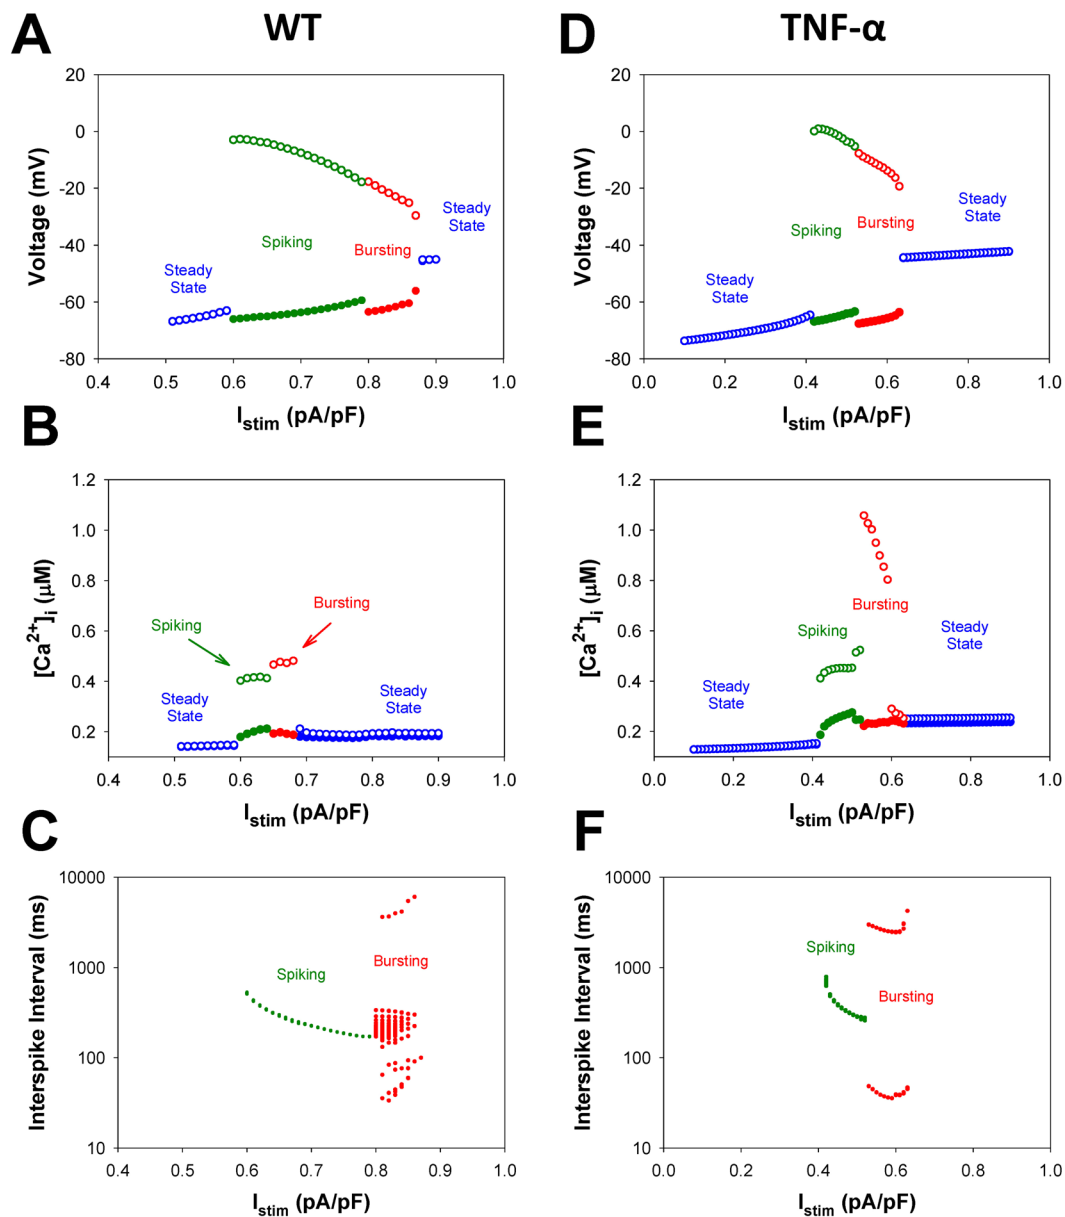 A WT
20
0
-20
-40
-60
-80
Voltage (mV)
Steady
State
Spiking
Bursting
Steady
State
0.4 0.5 0.6 0.7 0.8 0.9 1.0
Istim (pA/pF)
D TNF-α
20
0
-20
-40
-60
-80
Voltage (mV)
Steady
State
Spiking
Bursting
Steady
State
0.0 0.2 0.4 0.6 0.8 1.0
Istim (pA/pF)
B
1.2
1.0
0.8
0.6
0.4
0.2
[Ca2+]i (μM)
Bursting
Spiking
Steady
State
Steady
State
0.4 0.5 0.6 0.7 0.8 0.9 1.0
Istim (pA/pF)
E
1.2
1.0
0.8
0.6
0.4
0.2
[Ca2+]i (μM)
Bursting
Spiking
Steady
State
Steady
State
0.0 0.2 0.4 0.6 0.8 1.0
Istim (pA/pF)
C
10000
1000
100
10
Interspike Interval (ms)
Bursting
Spiking
0.4 0.5 0.6 0.7 0.8 0.9 1.0
Istim (pA/pF)
F
10000
1000
100
10
Interspike Interval (ms)
Spiking
Bursting
0.0 0.2 0.4 0.6 0.8 1.0
Istim (pA/pF)